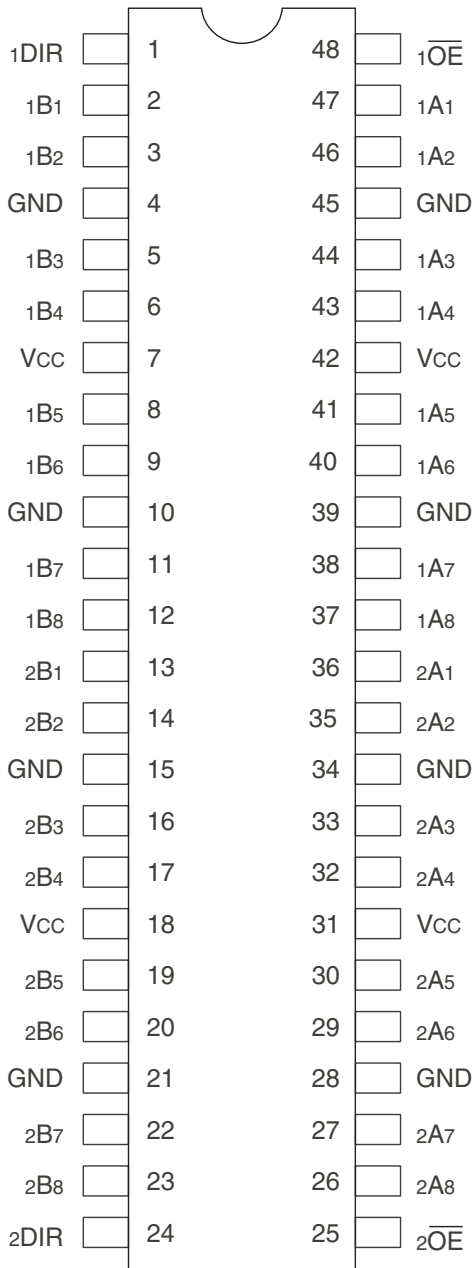 1DIR 1 48 1O̅E̅
1B1 2 47 1A1
1B2 3 46 1A2
GND 4 45 GND
1B3 5 44 1A3
1B4 6 43 1A4
VCC 7 42 VCC
1B5 8 41 1A5
1B6 9 40 1A6
GND 10 39 GND
1B7 11 38 1A7
1B8 12 37 1A8
2B1 13 36 2A1
2B2 14 35 2A2
GND 15 34 GND
2B3 16 33 2A3
2B4 17 32 2A4
VCC 18 31 VCC
2B5 19 30 2A5
2B6 20 29 2A6
GND 21 28 GND
2B7 22 27 2A7
2B8 23 26 2A8
2DIR 24 25 2O̅E̅